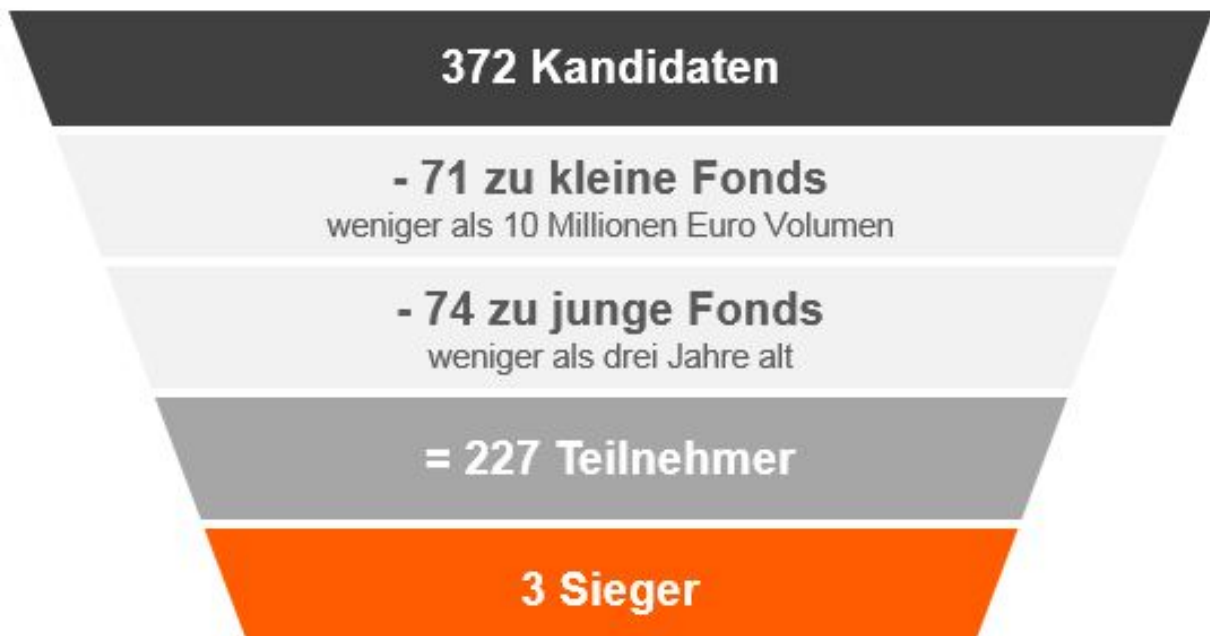 372 Kandidaten
- 71 zu kleine Fonds
weniger als 10 Millionen Euro Volumen
- 74 zu junge Fonds
weniger als drei Jahre alt
= 227 Teilnehmer
3 Sieger